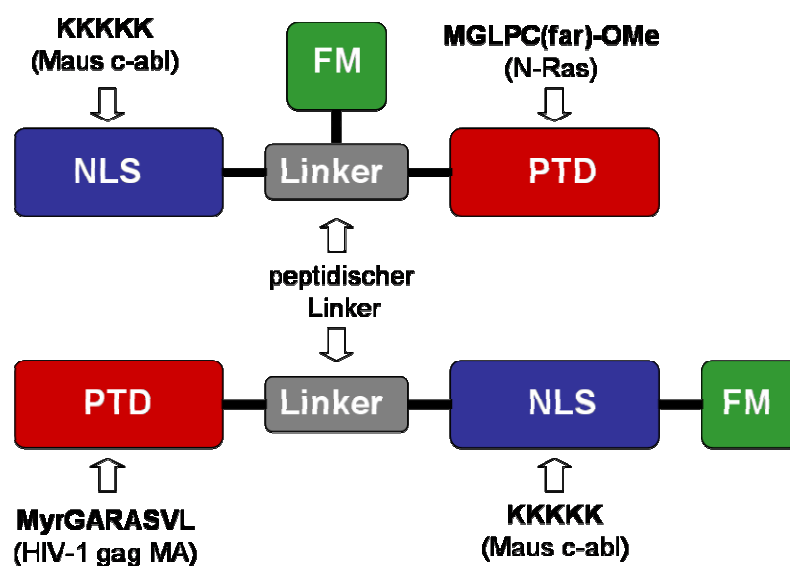 KKKKK
(Maus c-abl)
FM
MGLPC(far)-OMe
(N-Ras)
NLS
Linker
PTD
peptidischer
Linker
PTD
Linker
NLS
FM
MyrGARASVL
(HIV-1 gag MA)
KKKKK
(Maus c-abl)